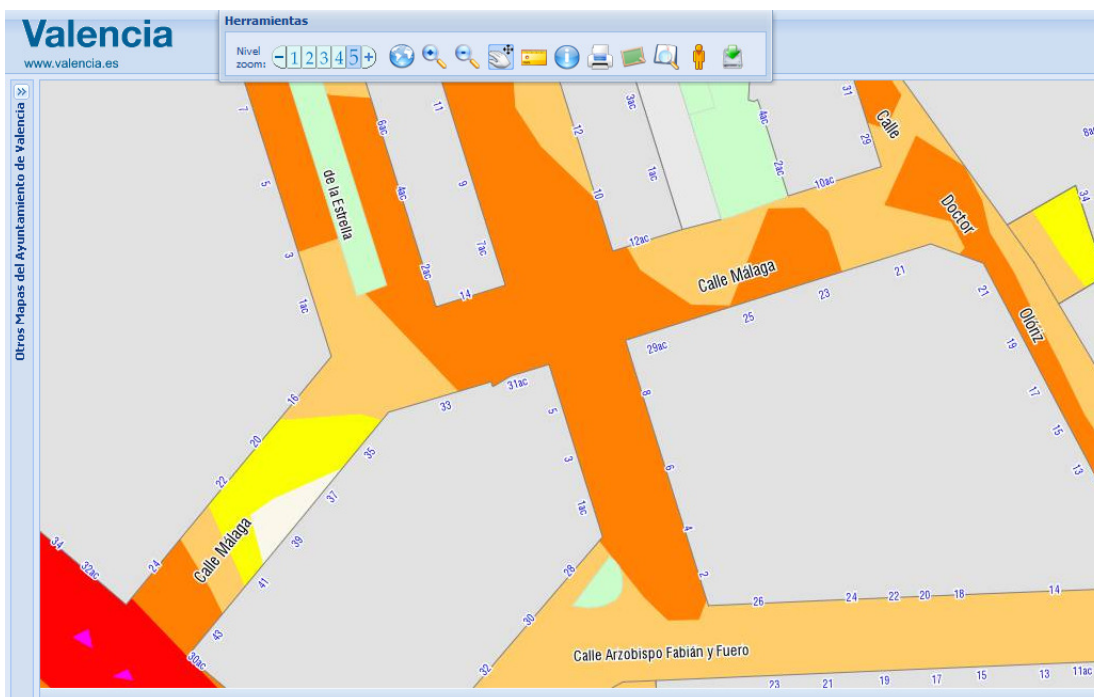 Valencia
www.valencia.es
Herramientas
Nivel zoom:
1 2 3 4 5
Otros Mapas del Ayuntamiento de Valencia
7
6ac
11
12
3ac
4ac
31
Calle
29
8a
5
de la Estrella
4ac
9
10
1ac
2ac
10ac
34
Doctor
3
2ac
7ac
12ac
1ac
14
Calle Málaga
21
23
25
21
Olóriz
19
29ac
16
33
31ac
5
8
17
20
35
15
22
37
3
6
13
Calle Málaga
39
1ac
4
34
32ac
24
41
28
2
26
24
22
20
18
14
43
30
30ac
32
Calle Arzobispo Fabián y Fuero
23
21
19
17
15
13
11ac